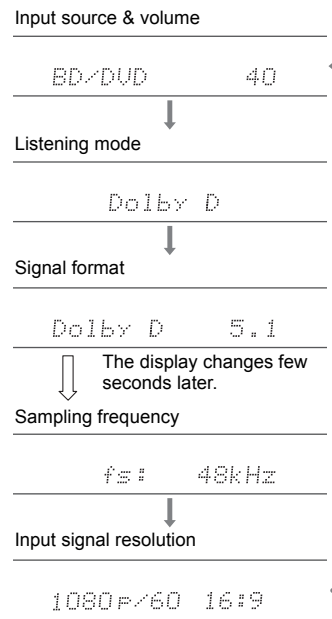 Input source & volume
BD/DVD 40
Listening mode
Dolby D
Signal format
Dolby D 5.1
The display changes few
seconds later.
Sampling frequency
fs: 48kHz
Input signal resolution
1080p/60 16:9